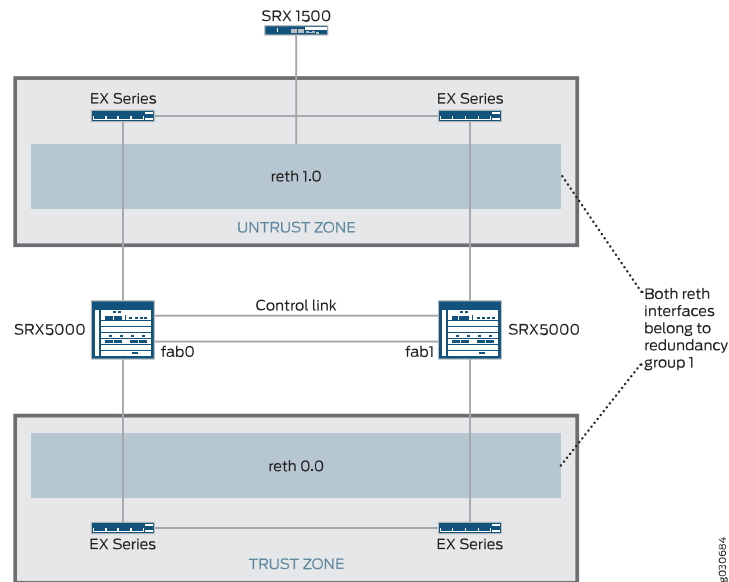 SRX 1500
EX Series
EX Series
reth 1.0
UNTRUST ZONE
Control link
SRX5000
SRX5000
fab0
fab1
Both reth
interfaces
belong to
redundancy
group 1
reth 0.0
EX Series
EX Series
TRUST ZONE
g030684